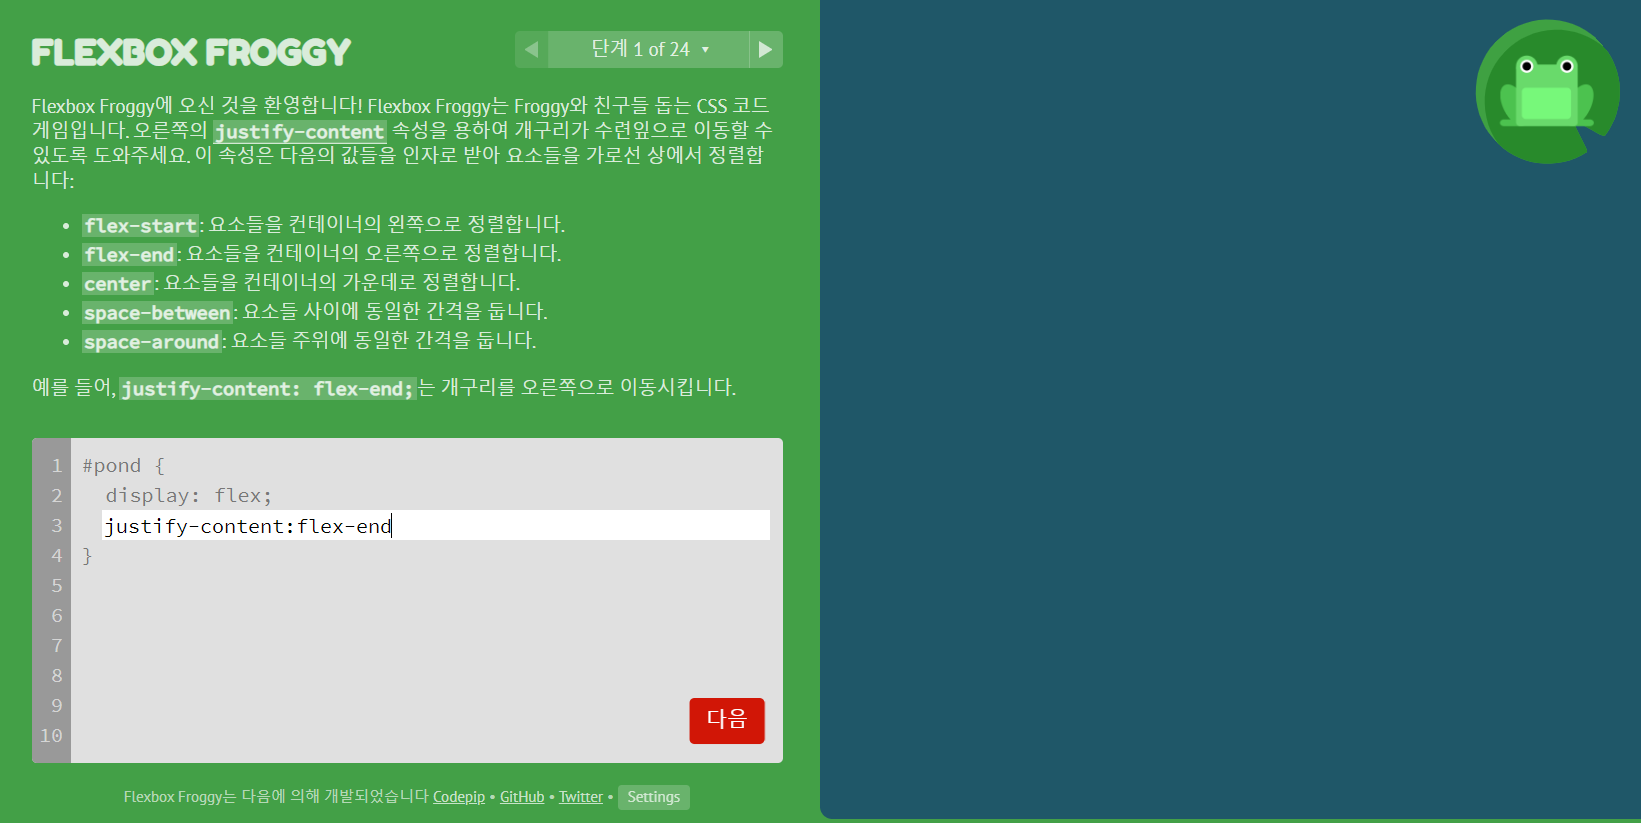 FLEXBOX FROGGY
단계 1 of 24
Flexbox Froggy에 오신 것을 환영합니다! Flexbox Froggy는 Froggy와 친구들 돕는 CSS 코드
게임입니다. 오른쪽의 justify-content 속성을 용하여 개구리가 수련잎으로 이동할 수
있도록 도와주세요. 이 속성은 다음의 값들을 인자로 받아 요소들을 가로선 상에서 정렬합
니다:
• flex-start: 요소들을 컨테이너의 왼쪽으로 정렬합니다.
• flex-end: 요소들을 컨테이너의 오른쪽으로 정렬합니다.
• center: 요소들을 컨테이너의 가운데로 정렬합니다.
• space-between: 요소들 사이에 동일한 간격을 둡니다.
• space-around: 요소들 주위에 동일한 간격을 둡니다.
예를 들어, justify-content: flex-end;는 개구리를 오른쪽으로 이동시킵니다.
1 #pond {
2 display: flex;
3 justify-content:flex-end
4 }
5
6
7
8
9
10
다음
Flexbox Froggy는 다음에 의해 개발되었습니다 Codepip • GitHub • Twitter • Settings